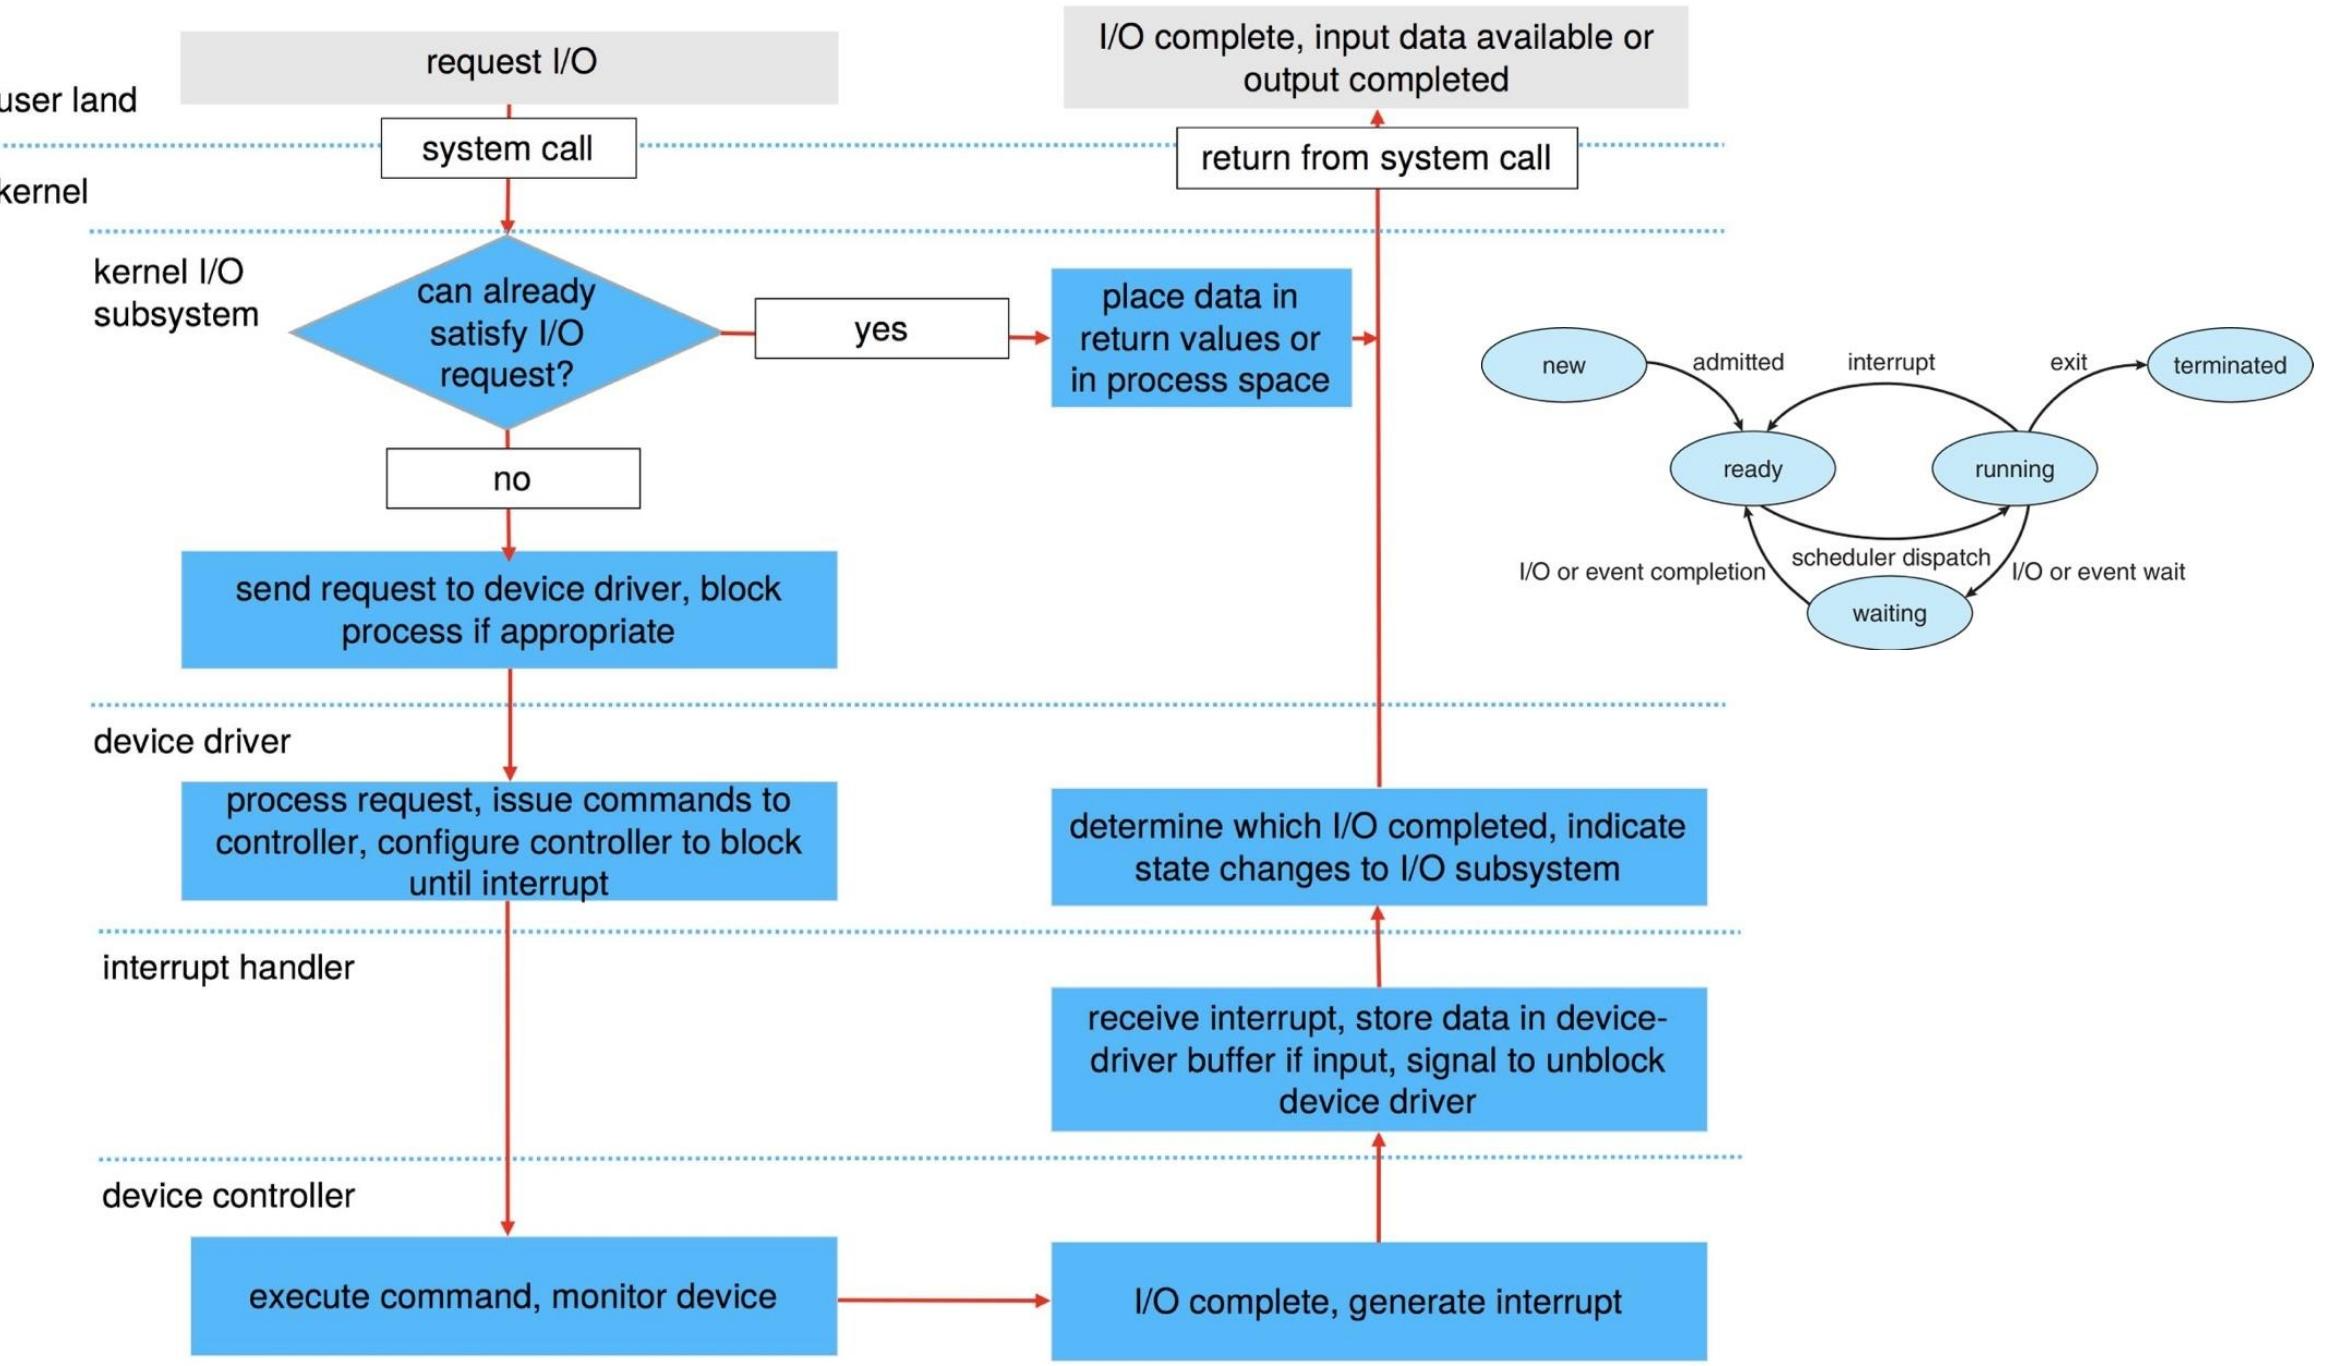 request I/O
I/O complete, input data available or
output completed
user land
system call
return from system call
kernel
kernel I/O
subsystem
can already
satisfy I/O
request?
yes
place data in
return values or
in process space
no
send request to device driver, block
process if appropriate
device driver
process request, issue commands to
controller, configure controller to block
until interrupt
determine which I/O completed, indicate
state changes to I/O subsystem
interrupt handler
receive interrupt, store data in device-
driver buffer if input, signal to unblock
device driver
device controller
execute command, monitor device
I/O complete, generate interrupt
new
admitted
interrupt
exit
terminated
ready
running
scheduler dispatch
I/O or event completion
I/O or event wait
waiting